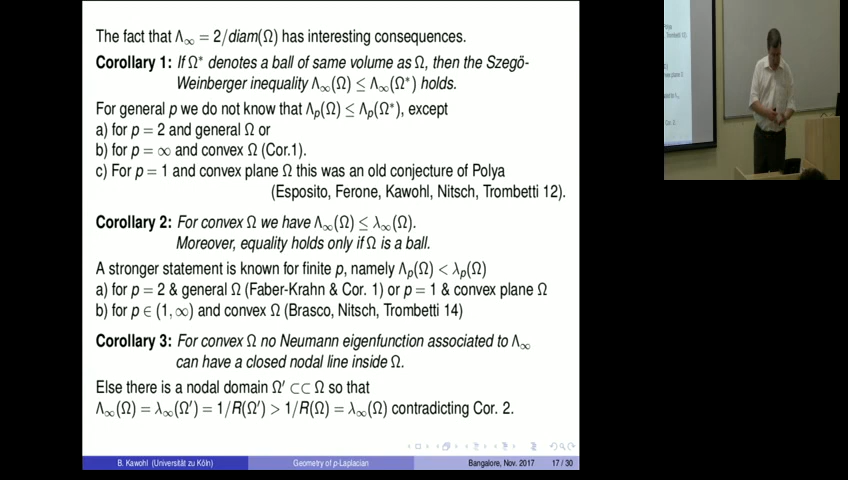 The fact that Λ∞ = 2/diam(Ω) has interesting consequences.
Corollary 1: If Ω* denotes a ball of same volume as Ω, then the Szegö-
Weinberger inequality Λ∞(Ω) ≤ Λ∞(Ω*) holds.
For general p we do not know that Λp(Ω) ≤ Λp(Ω*), except
a) for p = 2 and general Ω or
b) for p = ∞ and convex Ω (Cor.1).
c) For p = 1 and convex plane Ω this was an old conjecture of Polya
(Esposito, Ferone, Kawohl, Nitsch, Trombetti 12).
Corollary 2: For convex Ω we have Λ∞(Ω) ≤ λ∞(Ω).
Moreover, equality holds only if Ω is a ball.
A stronger statement is known for finite p, namely Λp(Ω) < λp(Ω)
a) for p = 2 & general Ω (Faber-Krahn & Cor. 1) or p = 1 & convex plane Ω
b) for p ∈ (1, ∞) and convex Ω (Brasco, Nitsch, Trombetti 14)
Corollary 3: For convex Ω no Neumann eigenfunction associated to Λ∞
can have a closed nodal line inside Ω.
Else there is a nodal domain Ω′ ⊂⊂ Ω so that
Λ∞(Ω) = λ∞(Ω′) = 1/R(Ω′) > 1/R(Ω) = λ∞(Ω) contradicting Cor. 2.
B. Kawohl (Universität zu Köln) Geometry of p-Laplacian Bangalore, Nov. 2017 17 / 30